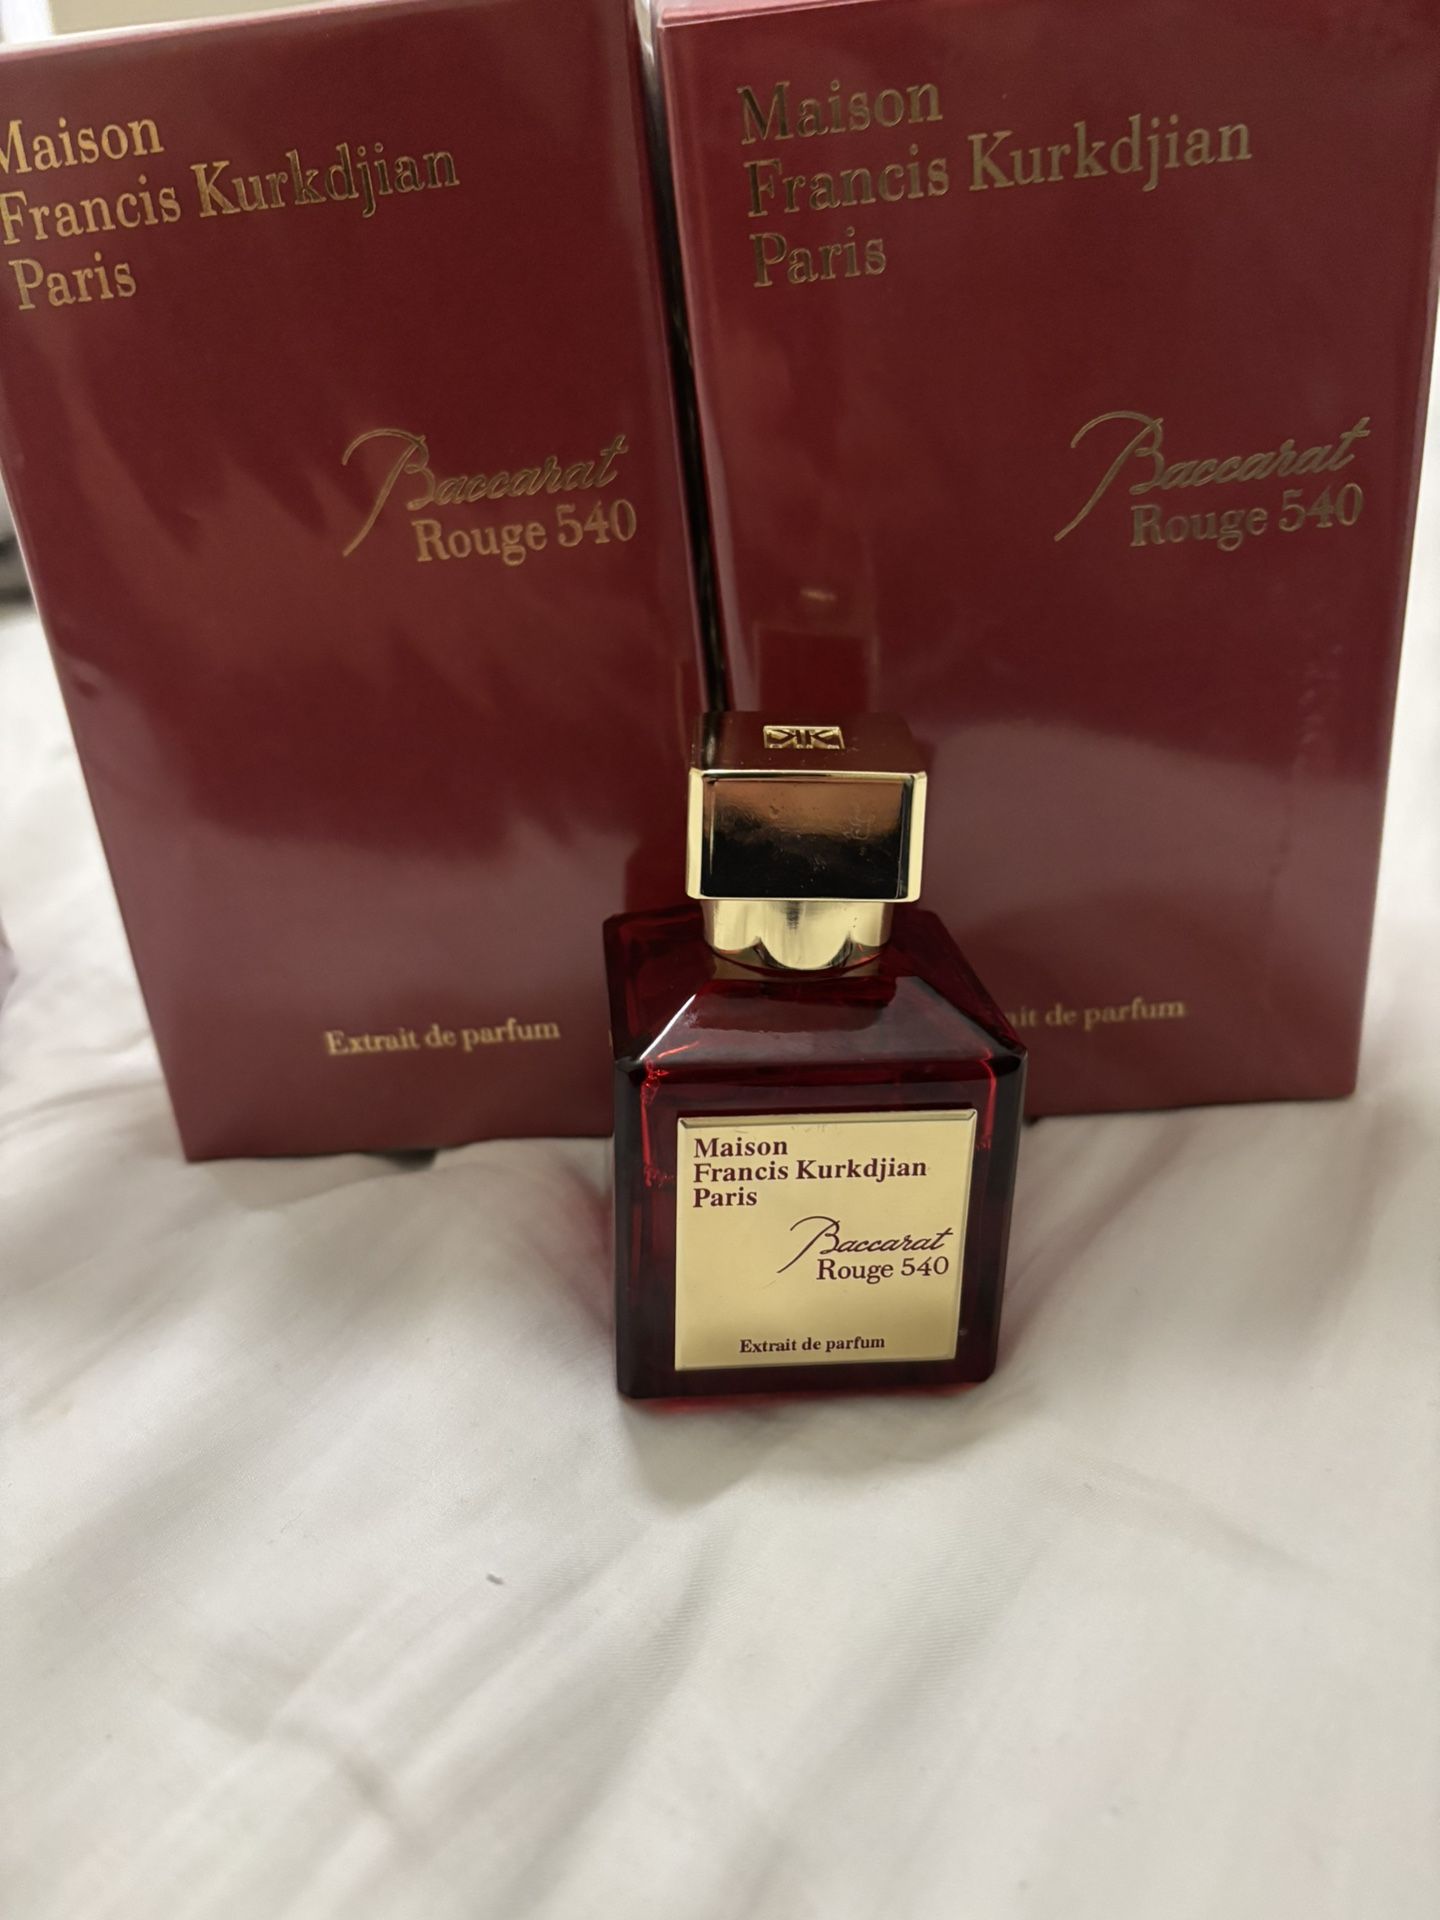 Maison
Francis Kurkdjian
Paris
Baccarat
Rouge 540
Extrait de parfum
Maison
Francis Kurkdjian
Paris
Baccarat
Rouge 540
ait de parfum
Maison
Francis Kurkdjian
Paris
Baccarat
Rouge 540
Extrait de parfum